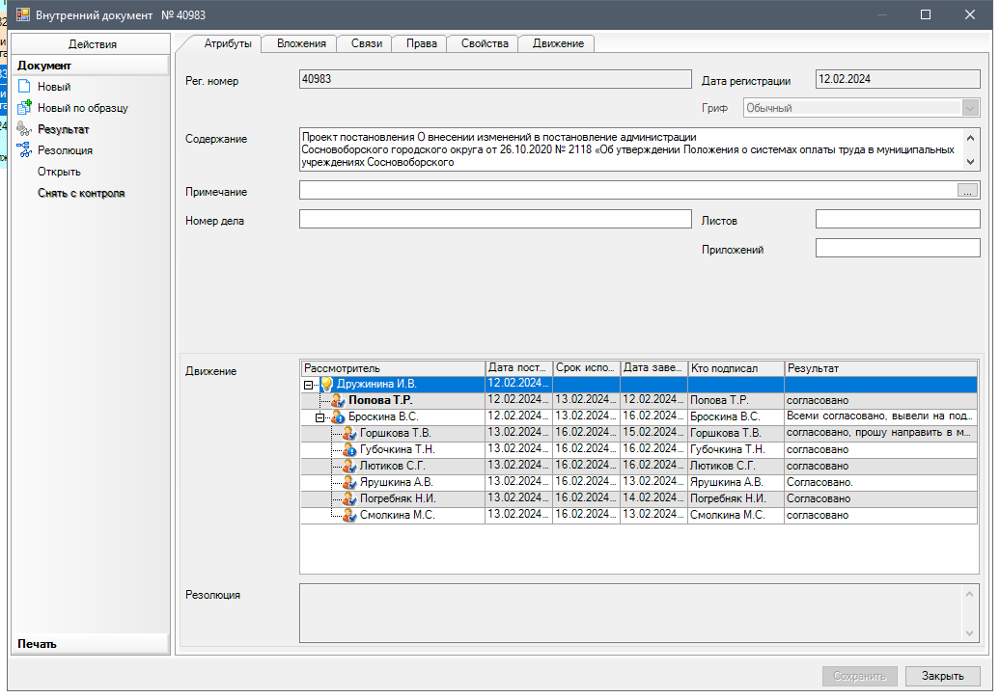 Внутренний документ № 40983
Действия
Документ
Новый
Новый по образцу
Результат
Резолюция
Открыть
Снять с контроля
Печать
Атрибуты Вложения Связи Права Свойства Движение
Рег. номер 40983 Дата регистрации 12.02.2024
Гриф Обычный
Содержание Проект постановления О внесении изменений в постановление администрации
Сосновоборского городского округа от 26.10.2020 № 2118 «Об утверждении Положения о системах оплаты труда в муниципальных
учреждениях Сосновоборского
Примечание ...
Номер дела Листов
Приложений
Движение
Рассмотритель Дата пост... Срок испо... Дата заве... Кто подписал Результат
Дружинина И.В. 12.02.2024...
Попова Т.Р. 12.02.2024... 13.02.2024... 12.02.2024... Попова Т.Р. согласовано
Броскина В.С. 12.02.2024... 13.02.2024... 16.02.2024... Броскина В.С. Всеми согласовано, вывели на под...
Горшкова Т.В. 13.02.2024... 16.02.2024... 15.02.2024... Горшкова Т.В. согласовано, прошу направить в м...
Губочкина Т.Н. 13.02.2024... 16.02.2024... 16.02.2024... Губочкина Т.Н. согласовано
Лютиков С.Г. 13.02.2024... 16.02.2024... 16.02.2024... Лютиков С.Г. согласовано
Ярушкина А.В. 13.02.2024... 16.02.2024... 13.02.2024... Ярушкина А.В. Согласовано.
Погребняк Н.И. 13.02.2024... 16.02.2024... 14.02.2024... Погребняк Н.И. Согласовано
Смолкина М.С. 13.02.2024... 16.02.2024... 13.02.2024... Смолкина М.С. согласовано
Резолюция
Сохранить Закрыть